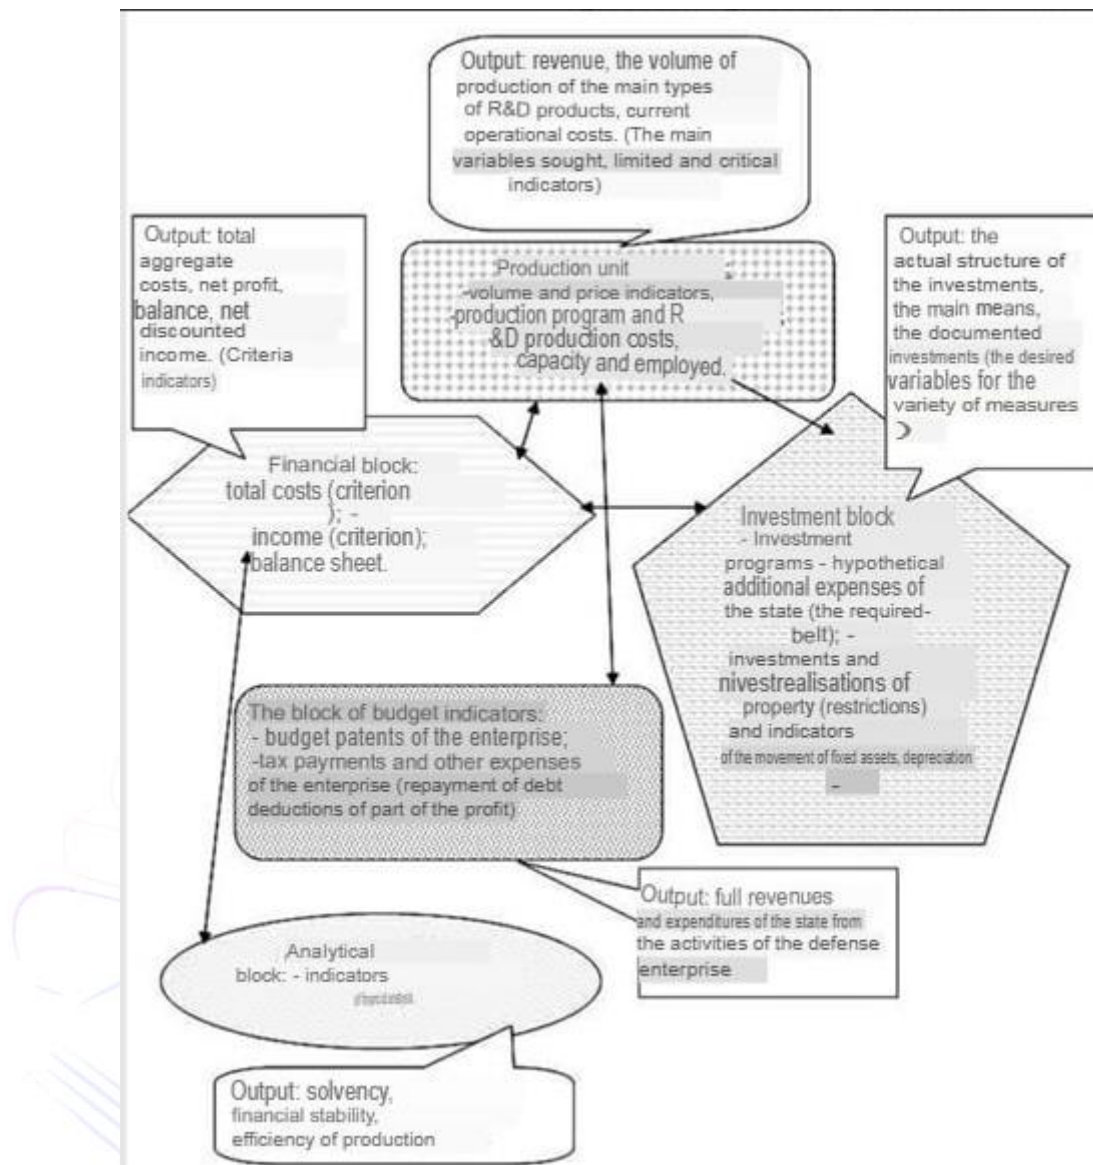 Output: revenue, the volume of
production of the main types
of R&D products, current
operational costs. (The main
variables sought, limited and critical
indicators)
Output: total
aggregate
costs, net profit,
balance, net
discounted
income. (Criteria
indicators)
Output: the
actual structure of
the investments,
the main means,
the documented
investments (the desired
variables for the
variety of measures
)
:Production unit ;
-volume and price indicators,
-production program and R ;
&D production costs,
capacity and employed.
Financial block:
total costs (criterion
); -
income (criterion);
balance sheet.
Investment block
- Investment
programs - hypothetical
additional expenses of
the state (the required-
belt); -
investments and
nivestrealisations of
property (restrictions)
and indicators
of the movement of fixed assets, depreciation
-
The block of budget indicators:
- budget patents of the enterprise;
-tax payments and other expenses
of the enterprise (repayment of debt
deductions of part of the profit)
Output: full revenues
and expenditures of the state from
the activities of the defense
enterprise
Analytical
block: - indicators
Output: solvency,
financial stability,
efficiency of production